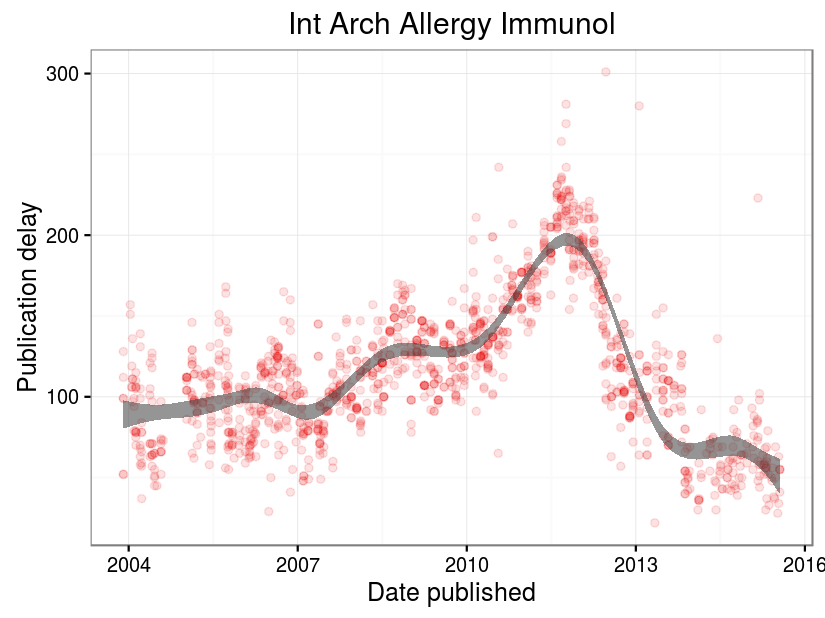 Int Arch Allergy Immunol
300
200
100
Publication delay
2004 2007 2010 2013 2016
Date published